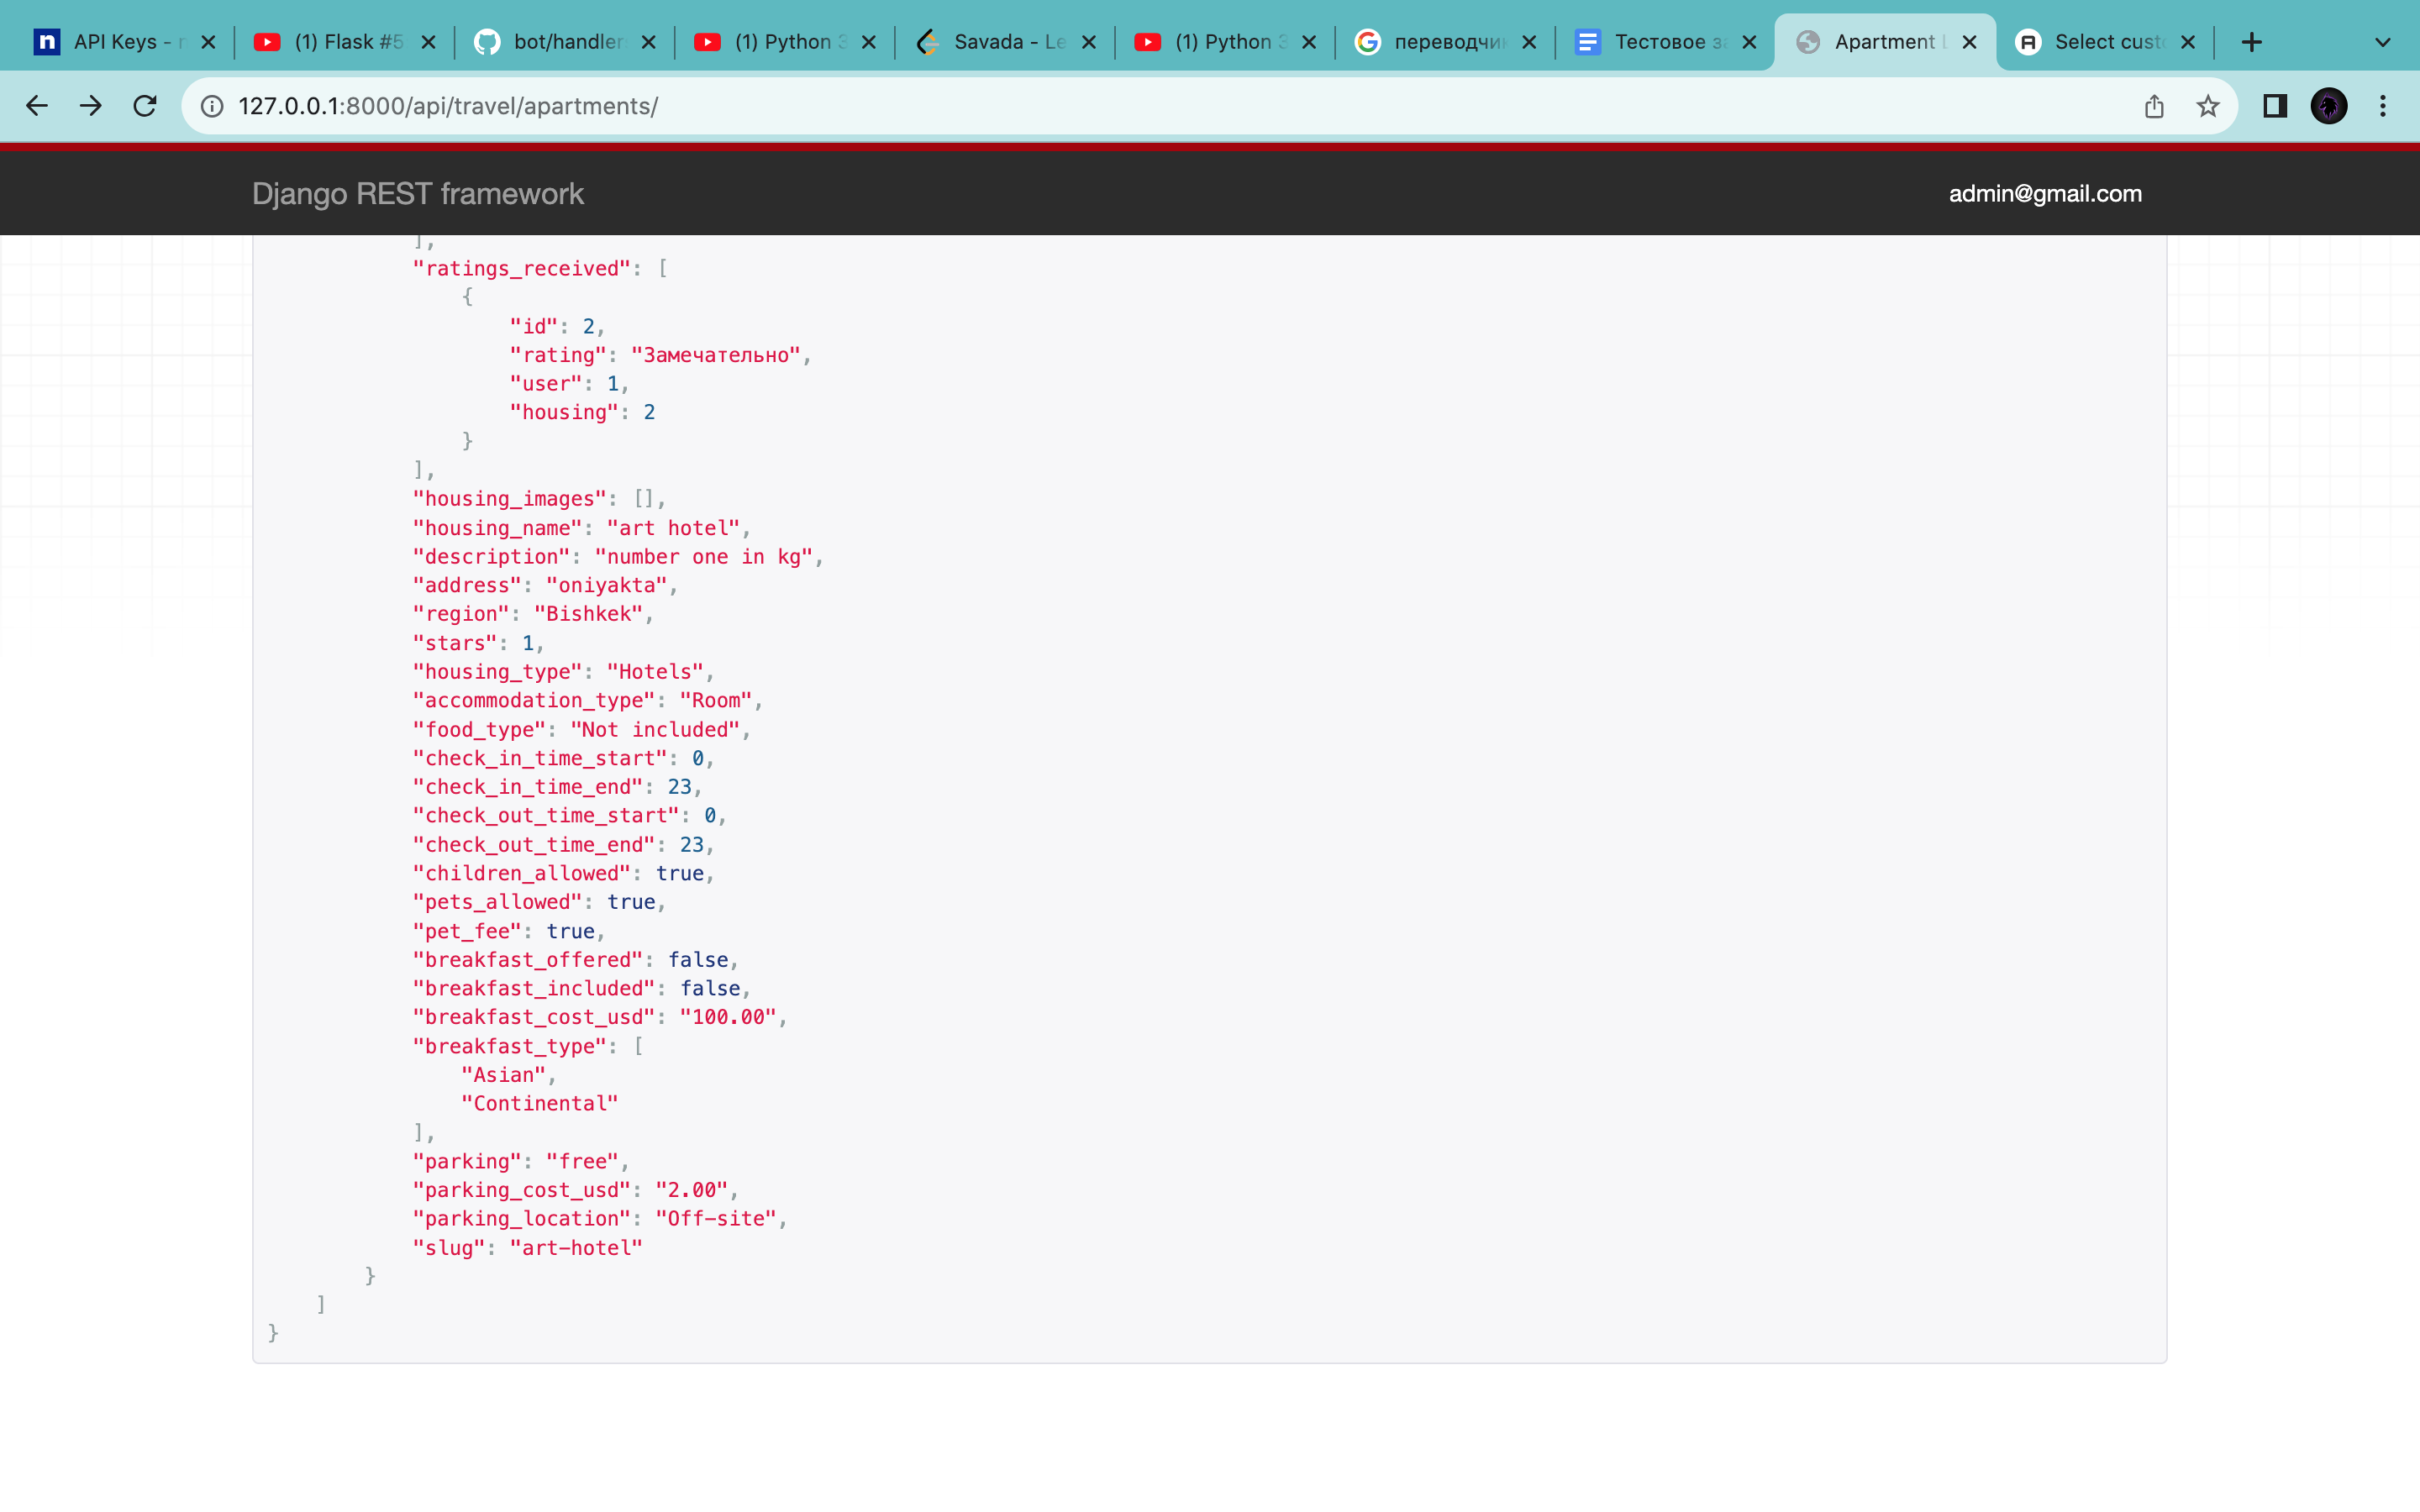 API Keys - n
(1) Flask #5
bot/handler
(1) Python 3
Savada - Le
(1) Python 3
переводчик
Тестовое за
Apartment L
Select cust
127.0.0.1:8000/api/travel/apartments/
Django REST framework
admin@gmail.com
],
"ratings_received": [
{
"id": 2,
"rating": "Замечательно",
"user": 1,
"housing": 2
}
],
"housing_images": [],
"housing_name": "art hotel",
"description": "number one in kg",
"address": "oniyakta",
"region": "Bishkek",
"stars": 1,
"housing_type": "Hotels",
"accommodation_type": "Room",
"food_type": "Not included",
"check_in_time_start": 0,
"check_in_time_end": 23,
"check_out_time_start": 0,
"check_out_time_end": 23,
"children_allowed": true,
"pets_allowed": true,
"pet_fee": true,
"breakfast_offered": false,
"breakfast_included": false,
"breakfast_cost_usd": "100.00",
"breakfast_type": [
"Asian",
"Continental"
],
"parking": "free",
"parking_cost_usd": "2.00",
"parking_location": "Off-site",
"slug": "art-hotel"
}
]
}